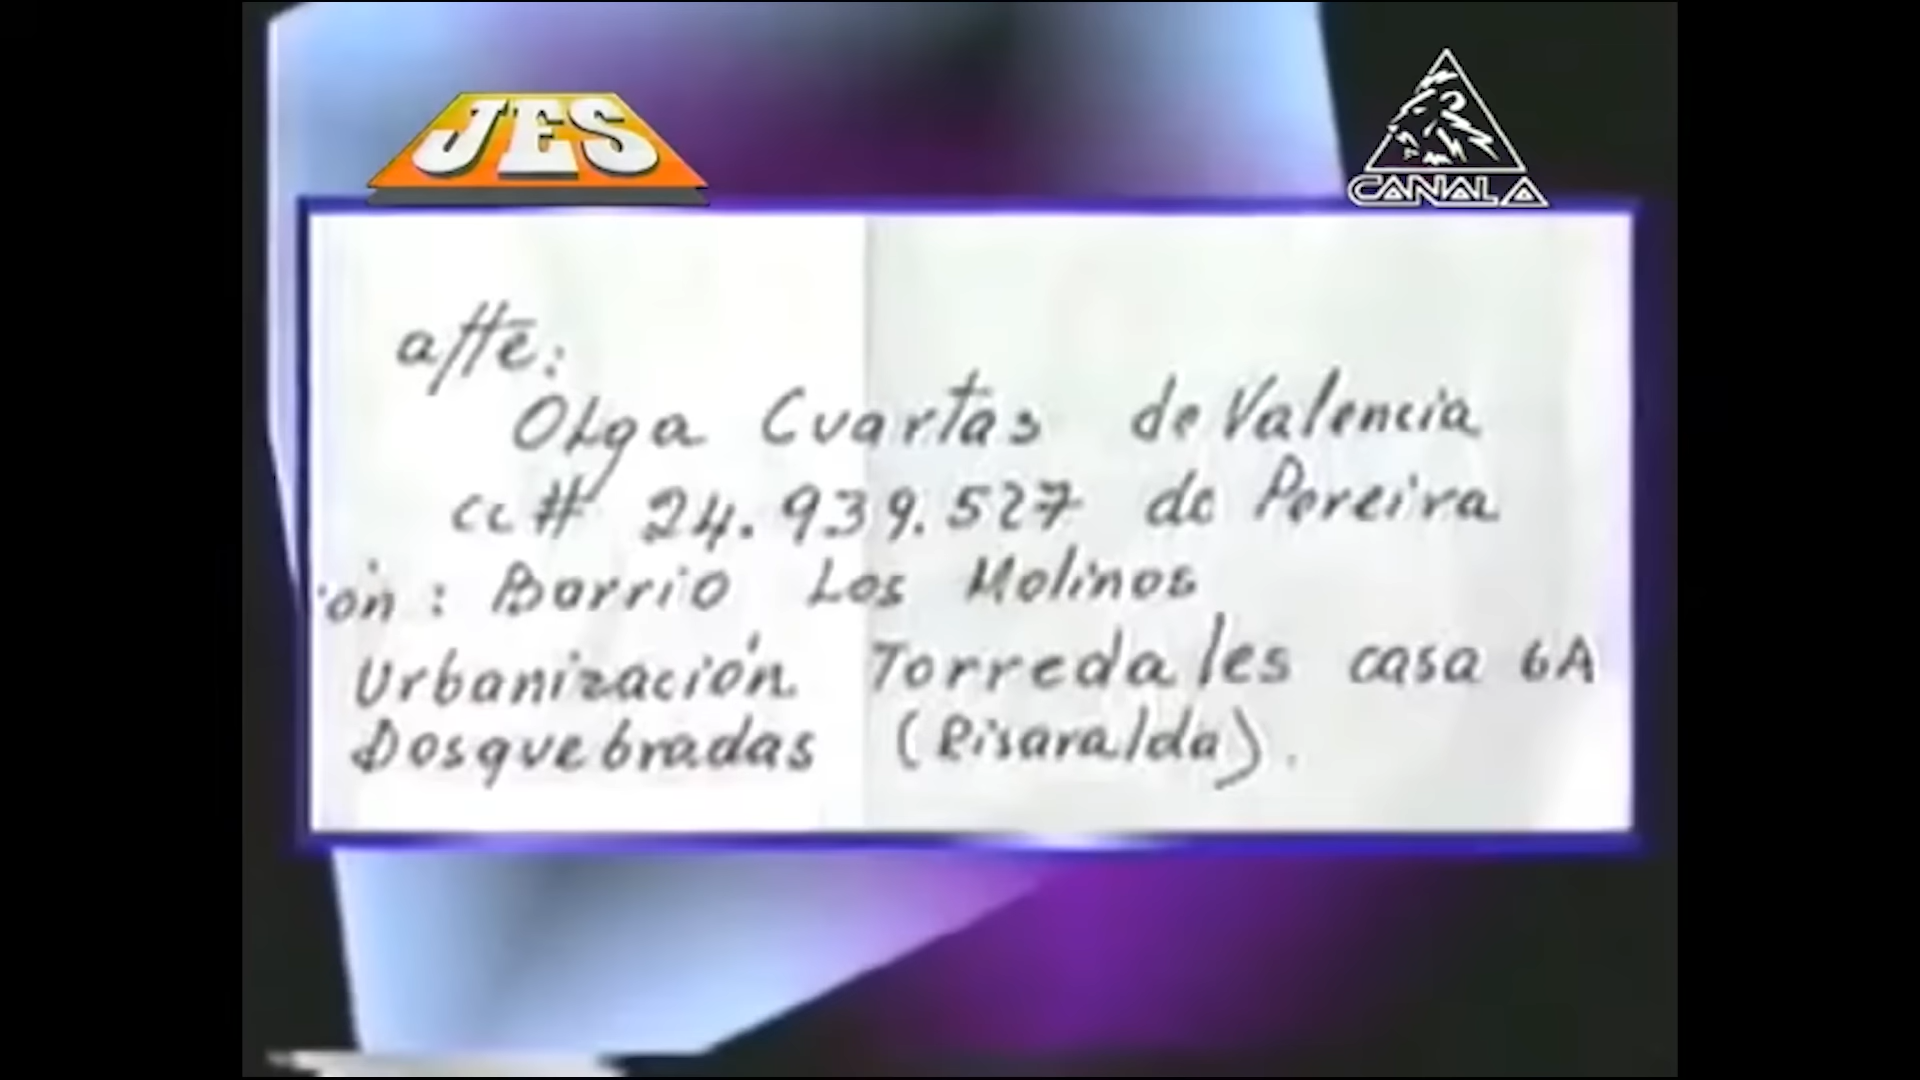 JES
CANAL A
atte:
Olga Cuartas de Valencia
cc # 24.939.527 de Pereira
ón: Barrio Los Molinos
Urbanización Torredales casa 6A
Dosquebradas (Risaralda).